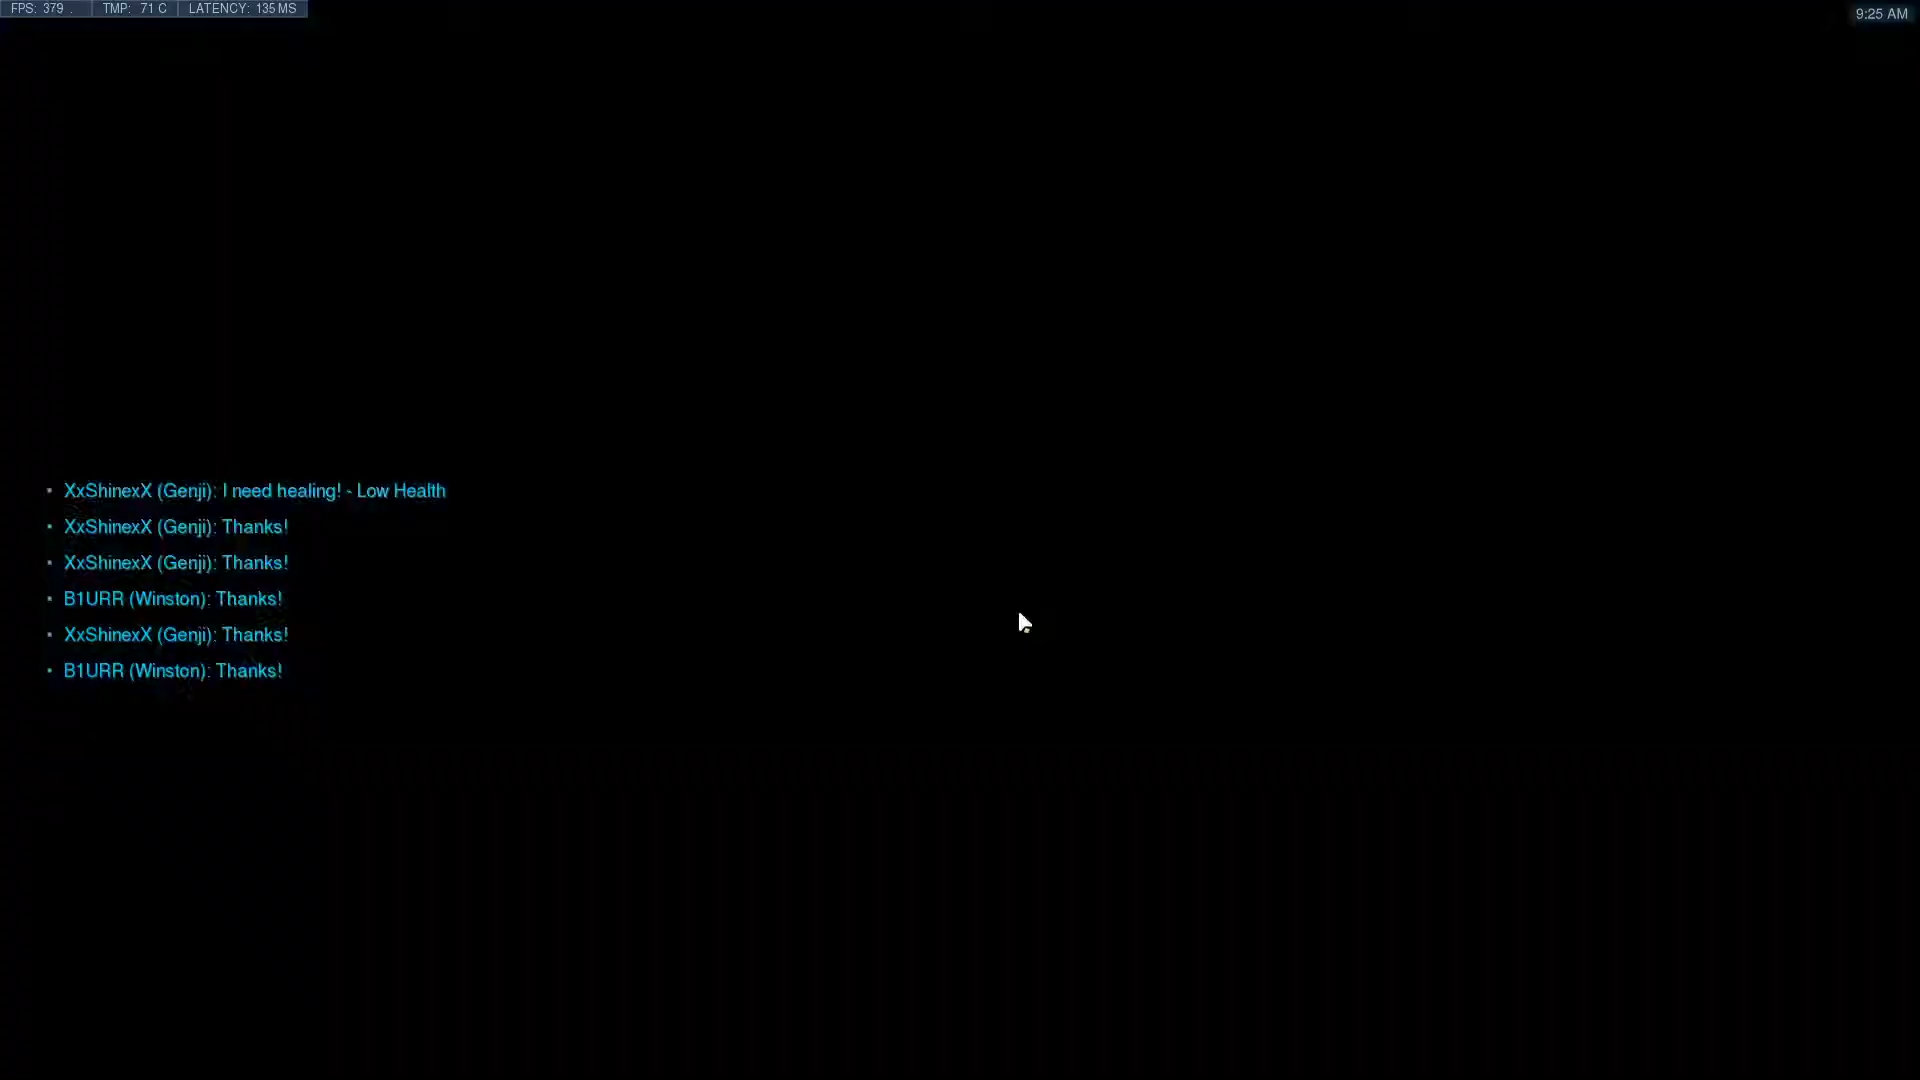 FPS: 379 . TMP: 71 C LATENCY: 135 MS
9:25 AM
XxShinexX (Genji): I need healing! - Low Health
XxShinexX (Genji): Thanks!
XxShinexX (Genji): Thanks!
B1URR (Winston): Thanks!
XxShinexX (Genji): Thanks!
B1URR (Winston): Thanks!